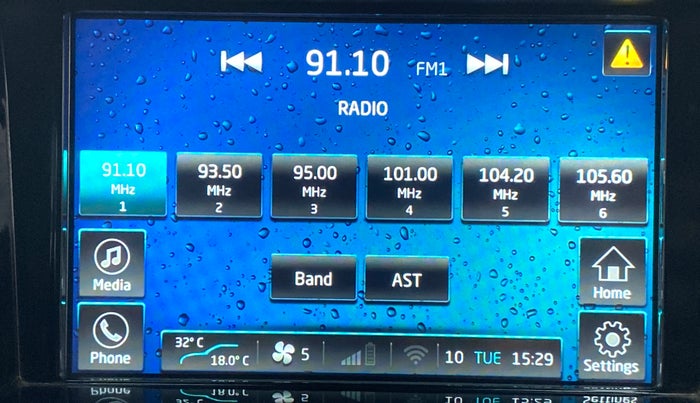 91.10 FM1
RADIO
91.10 MHz 1
93.50 MHz 2
95.00 MHz 3
101.00 MHz 4
104.20 MHz 5
105.60 MHz 6
Media
Band
AST
Home
Phone
32° C
18.0° C
5
10 TUE 15:29
Settings